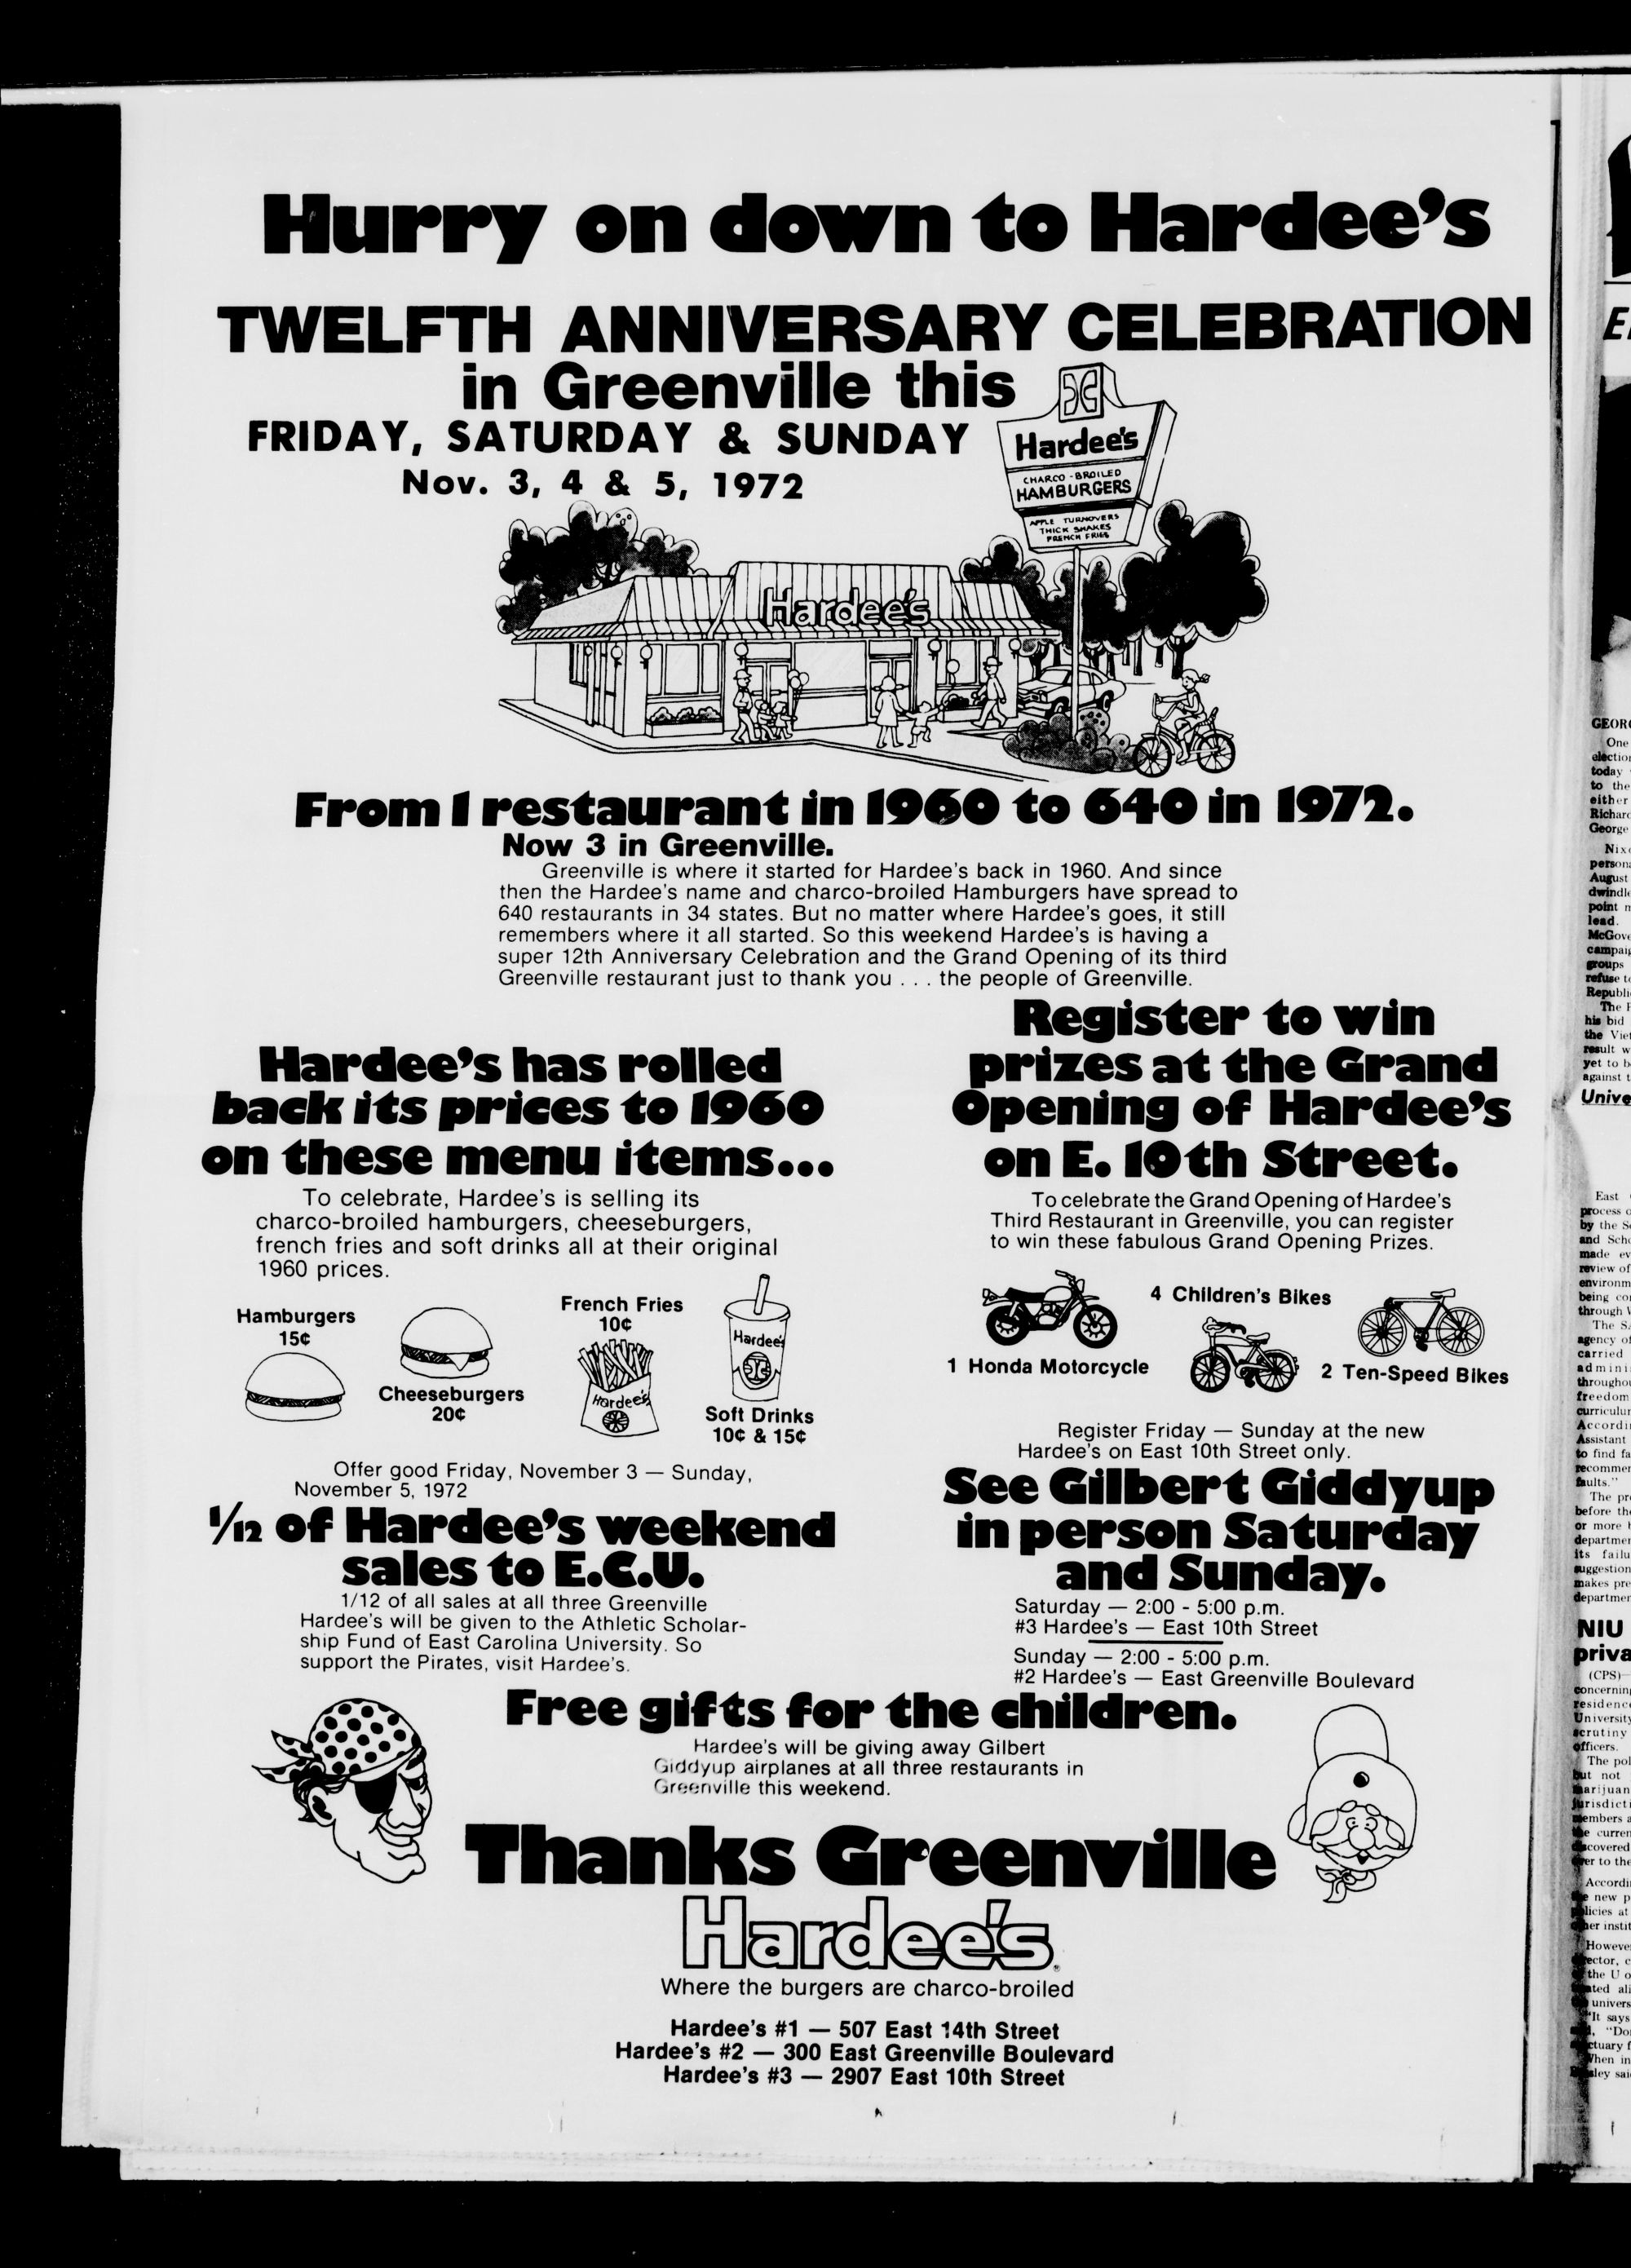 Hurry on down to Hardee's
TWELFTH ANNIVERSARY CELEBRATION
in Greenville this
FRIDAY, SATURDAY & SUNDAY
Nov. 3, 4 & 5, 1972
Hardee's
CHARCO-BROILED
HAMBURGERS
APPLE TURNOVERS
THICK SHAKES
FRENCH FRIES
Hardee's
From 1 restaurant in 1960 to 640 in 1972.
Now 3 in Greenville.
Greenville is where it started for Hardee's back in 1960. And since
then the Hardee's name and charco-broiled Hamburgers have spread to
640 restaurants in 34 states. But no matter where Hardee's goes, it still
remembers where it all started. So this weekend Hardee's is having a
super 12th Anniversary Celebration and the Grand Opening of its third
Greenville restaurant just to thank you . . . the people of Greenville.
Hardee's has rolled
back its prices to 1960
on these menu items...
To celebrate, Hardee's is selling its
charco-broiled hamburgers, cheeseburgers,
french fries and soft drinks all at their original
1960 prices.
Hamburgers
15¢
Cheeseburgers
20¢
French Fries
10¢
Hardee's
Hardee's
Soft Drinks
10¢ & 15¢
Offer good Friday, November 3 — Sunday,
November 5, 1972
1/12 of Hardee's weekend
sales to E.C.U.
1/12 of all sales at all three Greenville
Hardee's will be given to the Athletic Scholar-
ship Fund of East Carolina University. So
support the Pirates, visit Hardee's.
Register to win
prizes at the Grand
Opening of Hardee's
on E. 10th Street.
To celebrate the Grand Opening of Hardee's
Third Restaurant in Greenville, you can register
to win these fabulous Grand Opening Prizes.
1 Honda Motorcycle
4 Children's Bikes
2 Ten-Speed Bikes
Register Friday — Sunday at the new
Hardee's on East 10th Street only.
See Gilbert Giddyup
in person Saturday
and Sunday.
Saturday — 2:00 - 5:00 p.m.
#3 Hardee's — East 10th Street
Sunday — 2:00 - 5:00 p.m.
#2 Hardee's — East Greenville Boulevard
Free gifts for the children.
Hardee's will be giving away Gilbert
Giddyup airplanes at all three restaurants in
Greenville this weekend.
Thanks Greenville
Hardee's
Where the burgers are charco-broiled
Hardee's #1 — 507 East 14th Street
Hardee's #2 — 300 East Greenville Boulevard
Hardee's #3 — 2907 East 10th Street